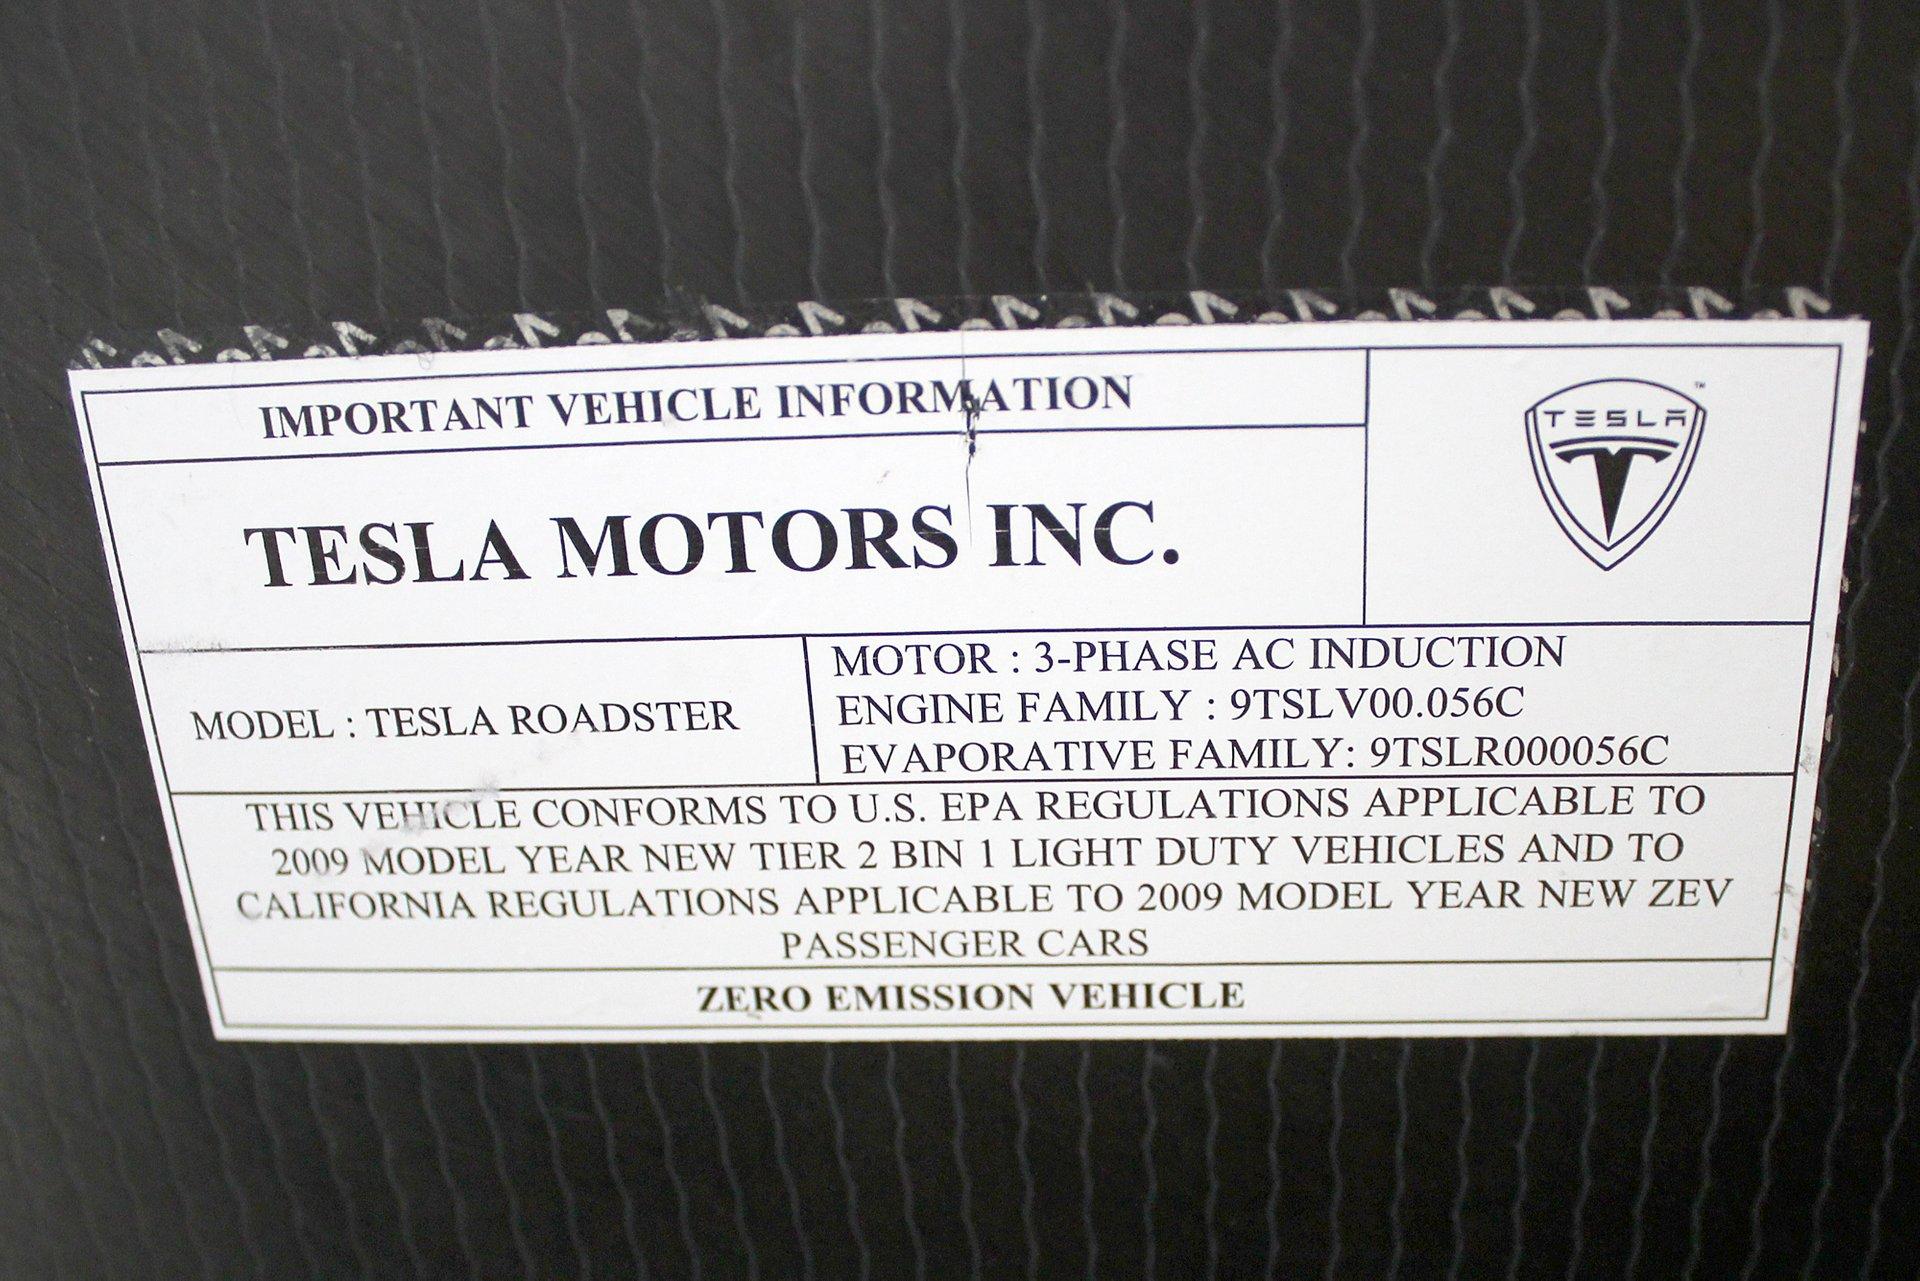 IMPORTANT VEHICLE INFORMATION
TESLA MOTORS INC.
TESLA
MODEL : TESLA ROADSTER
MOTOR : 3-PHASE AC INDUCTION
ENGINE FAMILY : 9TSLV00.056C
EVAPORATIVE FAMILY: 9TSLR000056C
THIS VEHICLE CONFORMS TO U.S. EPA REGULATIONS APPLICABLE TO
2009 MODEL YEAR NEW TIER 2 BIN 1 LIGHT DUTY VEHICLES AND TO
CALIFORNIA REGULATIONS APPLICABLE TO 2009 MODEL YEAR NEW ZEV
PASSENGER CARS
ZERO EMISSION VEHICLE